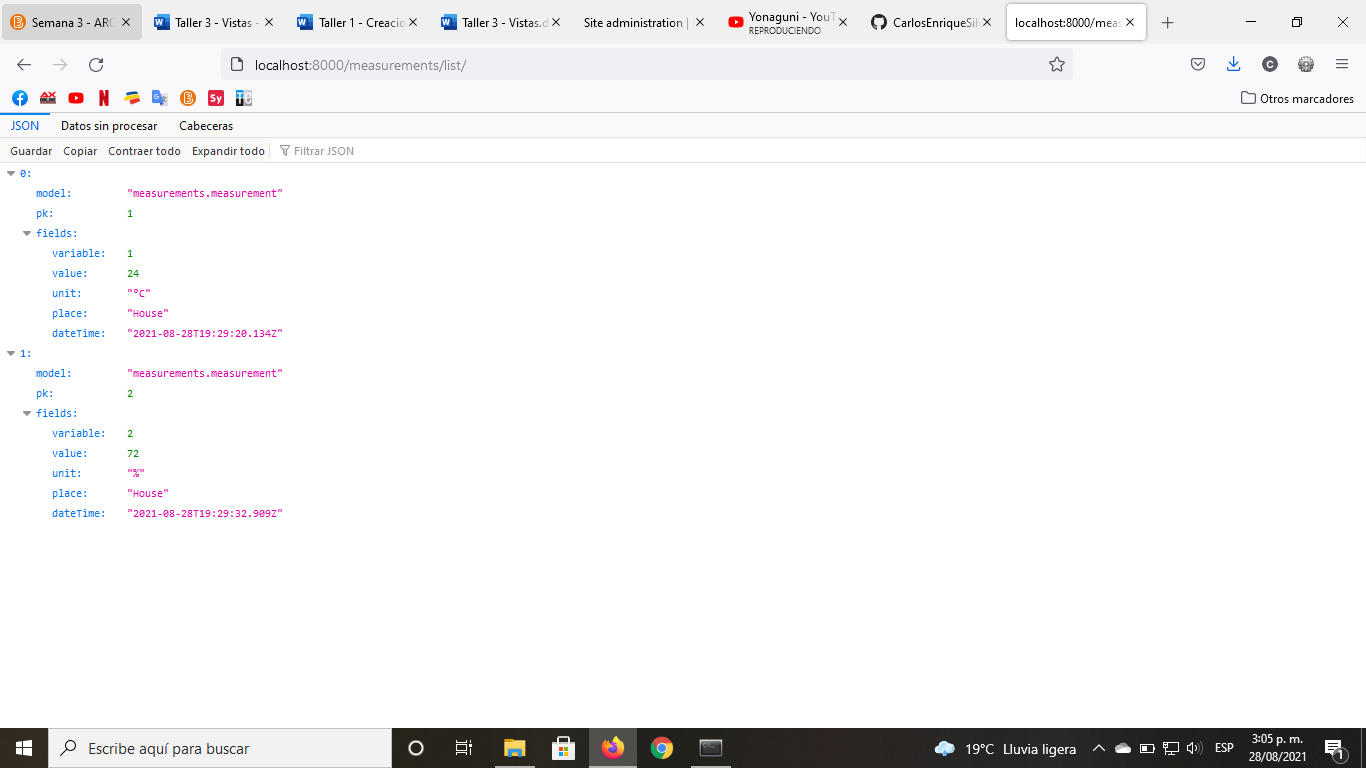 Semana 3 - ARQ
Taller 3 - Vistas -
Taller 1 - Creacio
Taller 3 - Vistas.d
Site administration |
Yonaguni - YouT
REPRODUCIENDO
CarlosEnriqueSil
localhost:8000/meas
localhost:8000/measurements/list/
Otros marcadores
JSON Datos sin procesar Cabeceras
Guardar Copiar Contraer todo Expandir todo Filtrar JSON
0:
model: "measurements.measurement"
pk: 1
fields:
variable: 1
value: 24
unit: "°C"
place: "House"
dateTime: "2021-08-28T19:29:20.134Z"
1:
model: "measurements.measurement"
pk: 2
fields:
variable: 2
value: 72
unit: "%"
place: "House"
dateTime: "2021-08-28T19:29:32.909Z"
Escribe aquí para buscar
19°C Lluvia ligera
ESP
3:05 p. m.
28/08/2021
1